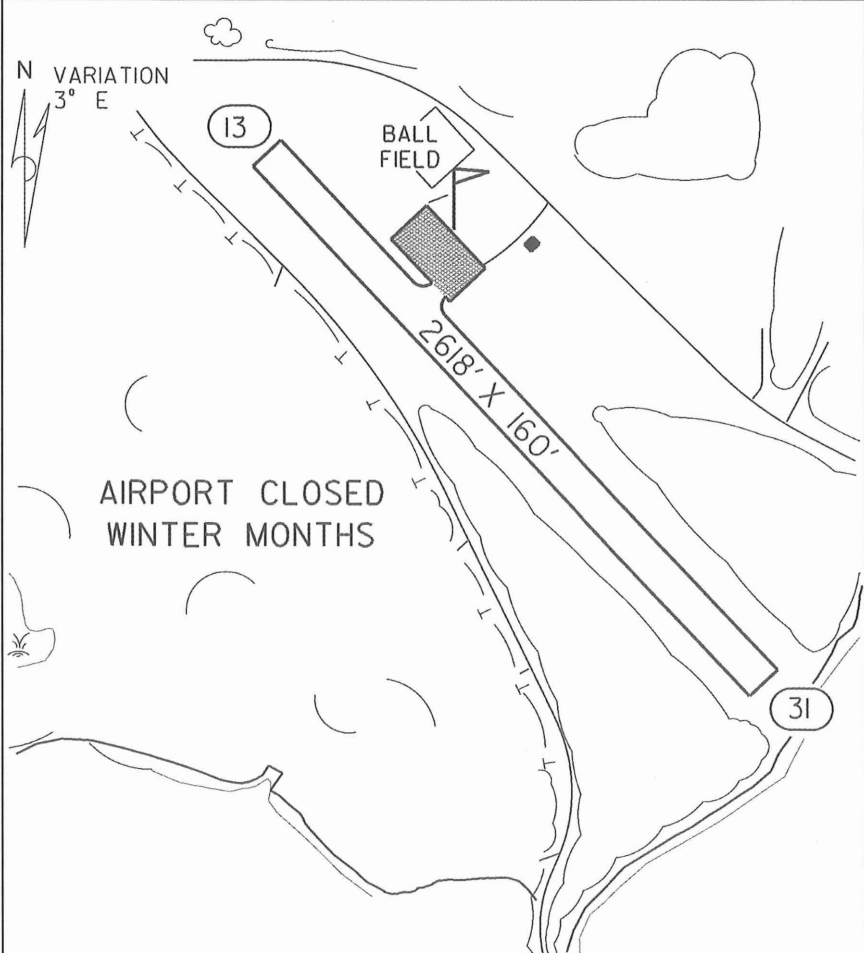 N VARIATION
3° E
13
BALL
FIELD
2618' X 160'
AIRPORT CLOSED
WINTER MONTHS
31